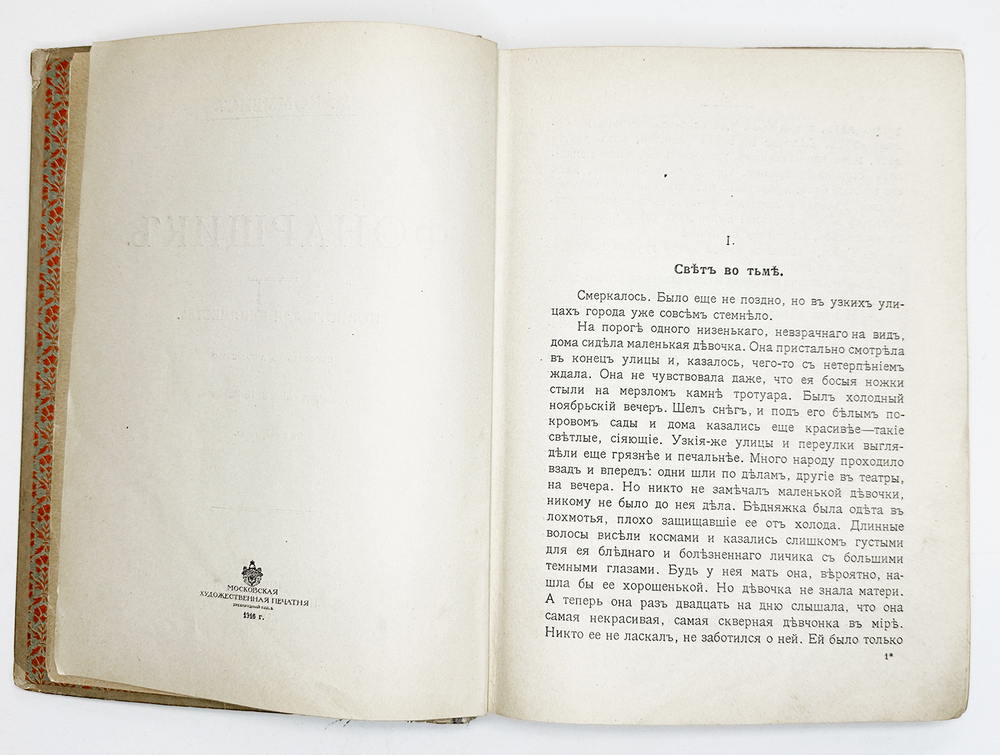 МОСКОВСКАЯ
ХУДОЖЕСТВЕННАЯ ПЕЧАТНЯ
1916 г.
I.
Свѣтъ во тьмѣ.
Смеркалось. Было еще не поздно, но въ узкихъ ули-
цахъ города уже совсѣмъ стемнѣло.
На порогѣ одного низенькаго, невзрачнаго на видъ,
дома сидѣла маленькая дѣвочка. Она пристально смотрѣла
въ конецъ улицы и, казалось, чего-то съ нетерпѣніемъ
ждала. Она не чувствовала даже, что ея босыя ножки
стыли на мерзломъ камнѣ тротуара. Былъ холодный
ноябрьскій вечеръ. Шелъ снѣгъ, и подъ его бѣлымъ по-
кровомъ сады и дома казались еще красивѣе—такіе
свѣтлые, сіяющіе. Узкія-же улицы и переулки выгля-
дѣли еще грязнѣе и печальнѣе. Много народу проходило
взадъ и впередъ: одни шли по дѣламъ, другіе въ театры,
на вечера. Но никто не замѣчалъ маленькой дѣвочки,
никому не было до нея дѣла. Бѣдняжка была одѣта въ
лохмотья, плохо защищавшіе ее отъ холода. Длинные
волосы висѣли космами и казались слишкомъ густыми
для ея блѣднаго и болѣзненнаго личика съ большими
темными глазами. Будь у нея мать она, вѣроятно, на-
шла бы ее хорошенькой. Но дѣвочка не знала матери.
А теперь она разъ двадцать на дню слышала, что она
самая некрасивая, самая скверная дѣвчонка въ мірѣ.
Никто ее не ласкалъ, не заботился о ней. Ей было только
1*